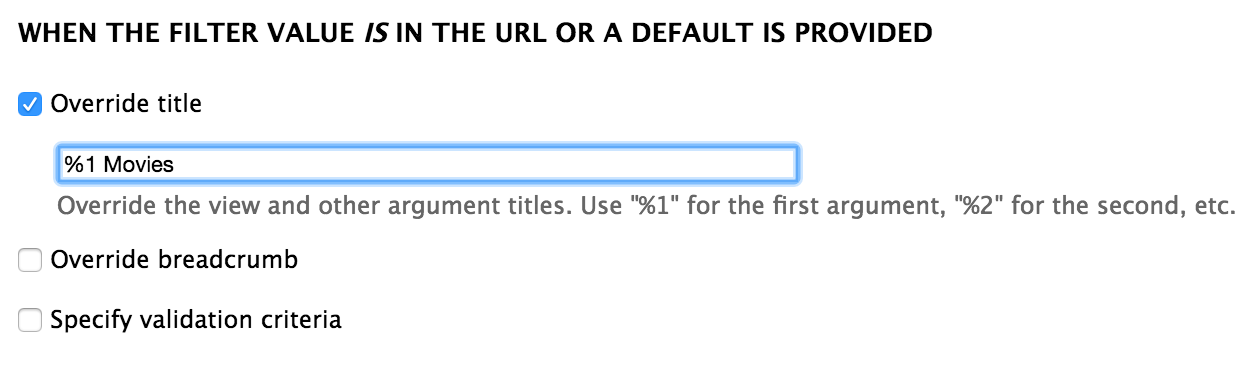 WHEN THE FILTER VALUE IS IN THE URL OR A DEFAULT IS PROVIDED
Override title
%1 Movies
Override the view and other argument titles. Use "%1" for the first argument, "%2" for the second, etc.
Override breadcrumb
Specify validation criteria